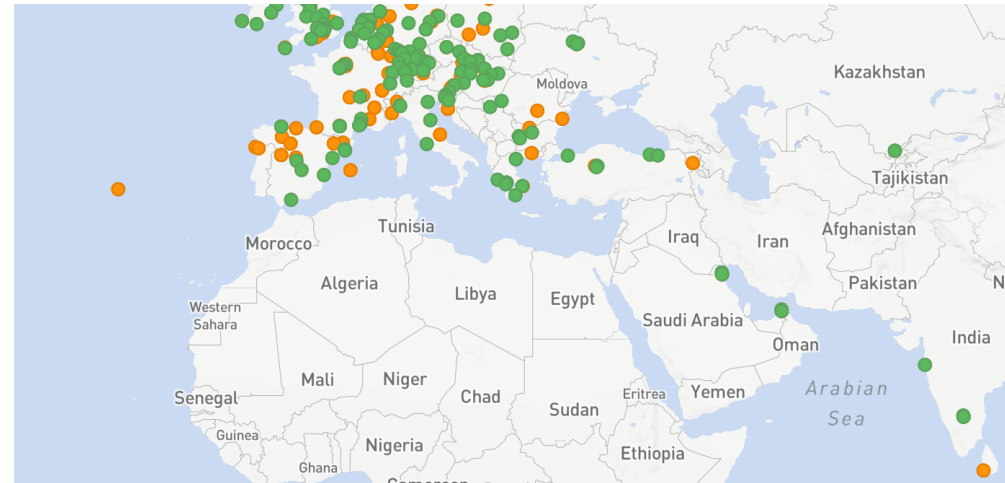 Kazakhstan
Moldova
Tajikistan
Tunisia
Afghanistan
Morocco
Iraq
Iran
Algeria
Pakistan
N
Libya
Egypt
Western
Sahara
Saudi Arabia
India
Oman
Mali
Niger
Arabian
Sea
Senegal
Chad
Eritrea
Yemen
Sudan
Guinea
Nigeria
Ethiopia
Ghana
Cameroon